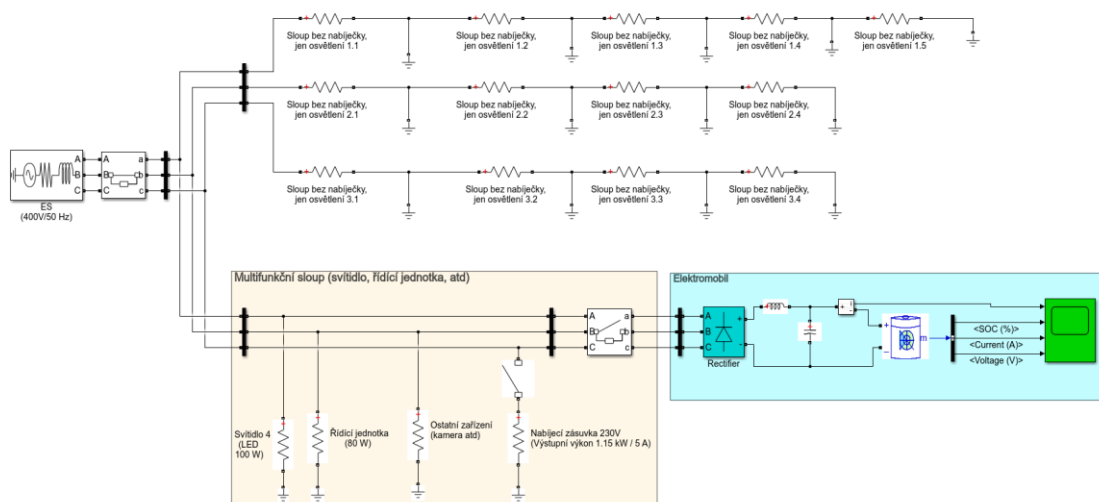 Sloup bez nabíječky,
jen osvětlení 1.1
Sloup bez nabíječky,
jen osvětlení 1.2
Sloup bez nabíječky,
jen osvětlení 1.3
Sloup bez nabíječky,
jen osvětlení 1.4
Sloup bez nabíječky,
jen osvětlení 1.5
Sloup bez nabíječky,
jen osvětlení 2.1
Sloup bez nabíječky,
jen osvětlení 2.2
Sloup bez nabíječky,
jen osvětlení 2.3
Sloup bez nabíječky,
jen osvětlení 2.4
A A a
B B b
C C c
ES
(400V/50 Hz)
Sloup bez nabíječky,
jen osvětlení 3.1
Sloup bez nabíječky,
jen osvětlení 3.2
Sloup bez nabíječky,
jen osvětlení 3.3
Sloup bez nabíječky,
jen osvětlení 3.4
Multifunkční sloup (svítidlo, řídící jednotka, atd)
A a
B b
C c
Svítidlo 4
(LED
100 W)
Řídící jednotka
(80 W)
Ostatní zařízení
(kamera atd)
Nabíjecí zásuvka 230V
(Výstupní výkon 1.15 kW / 5 A)
Elektromobil
A +
B
C -
Rectifier
+ i
-
+
m
-
<SOC (%)>
<Current (A)>
<Voltage (V)>